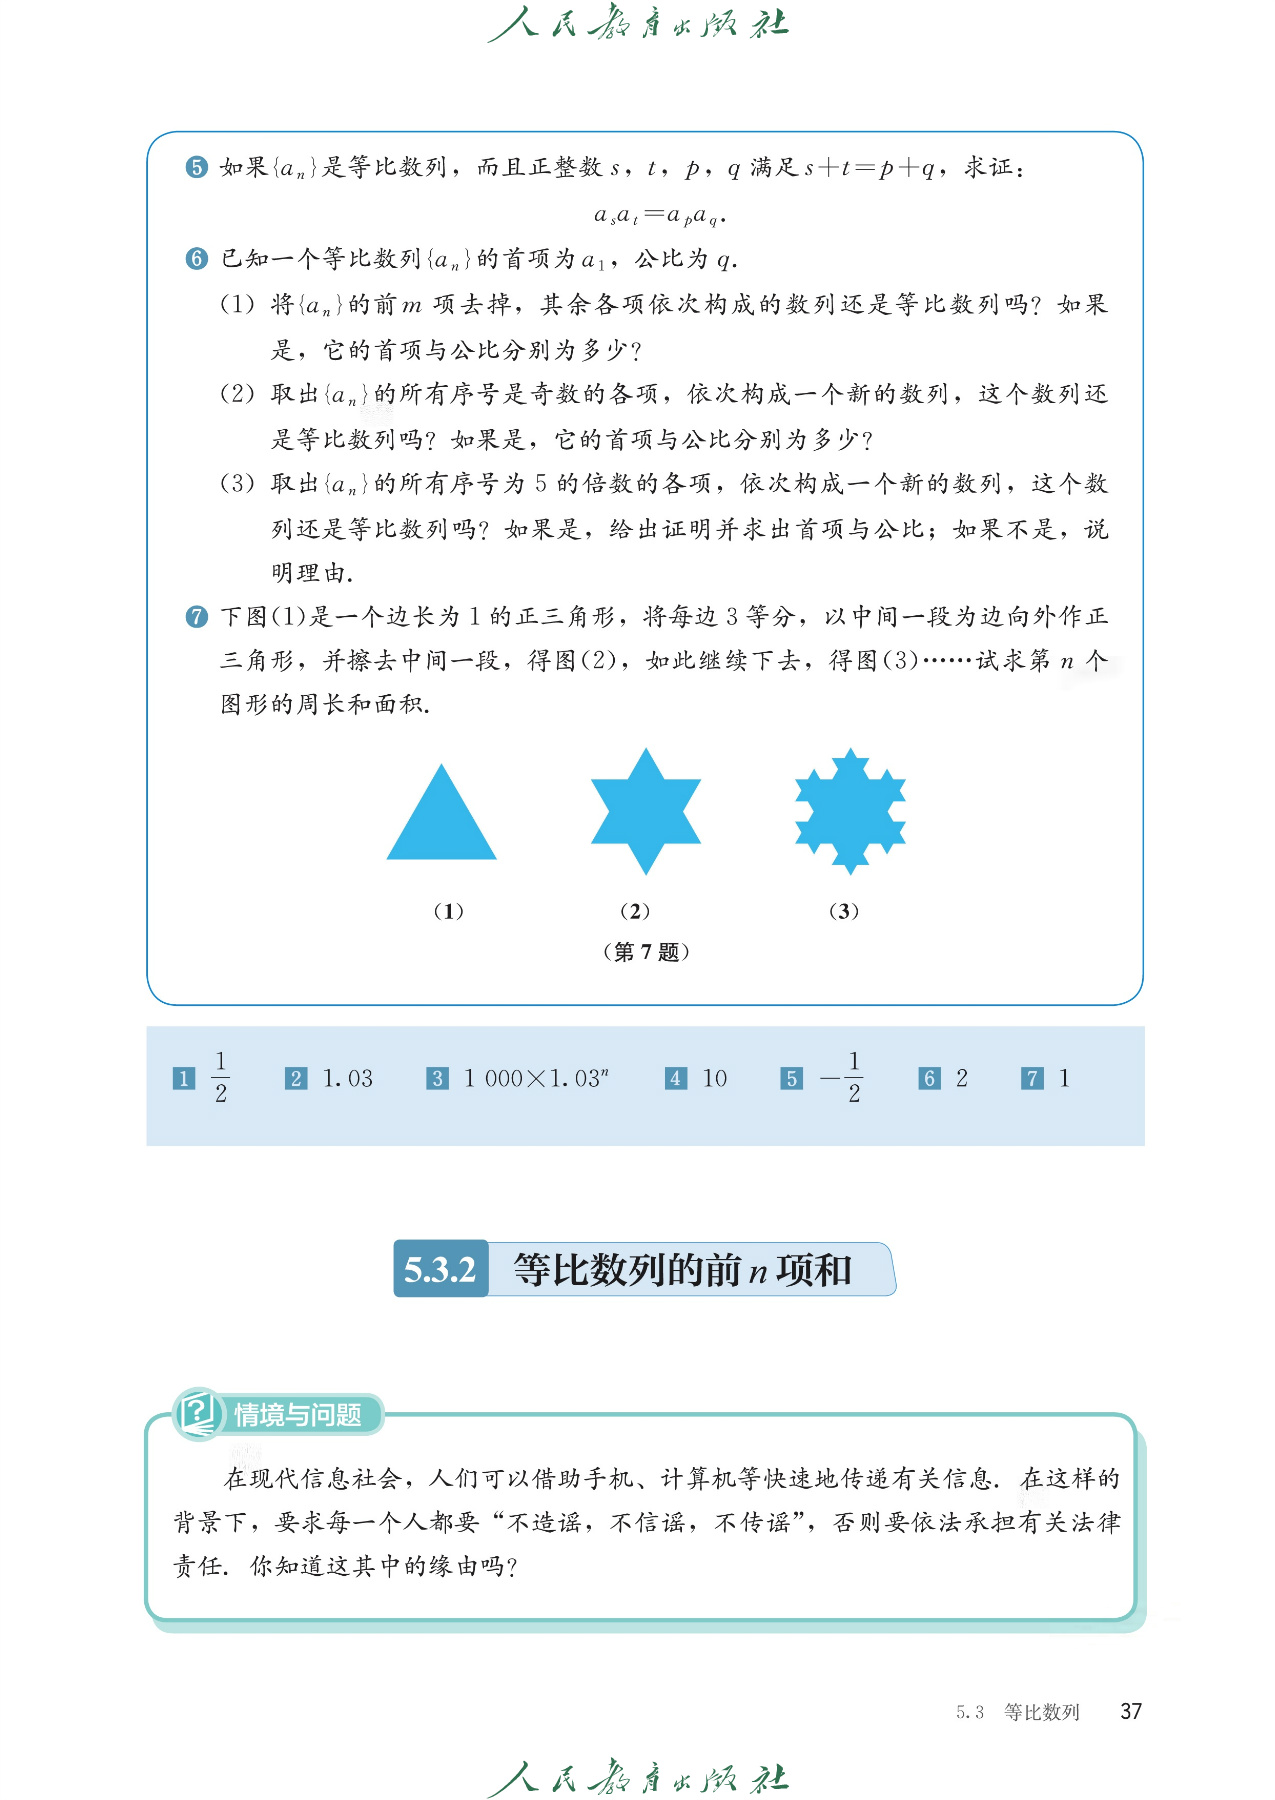 人民教育出版社
5 如果{aₙ}是等比数列，而且正整数 s，t，p，q 满足 s＋t＝p＋q，求证：
aₛaₜ＝aₚa_q．
6 已知一个等比数列{aₙ}的首项为 a₁，公比为 q．
（1）将{aₙ}的前 m 项去掉，其余各项依次构成的数列还是等比数列吗？如果
是，它的首项与公比分别为多少？
（2）取出{aₙ}的所有序号是奇数的各项，依次构成一个新的数列，这个数列还
是等比数列吗？如果是，它的首项与公比分别为多少？
（3）取出{aₙ}的所有序号为 5 的倍数的各项，依次构成一个新的数列，这个数
列还是等比数列吗？如果是，给出证明并求出首项与公比；如果不是，说
明理由．
7 下图(1)是一个边长为 1 的正三角形，将每边 3 等分，以中间一段为边向外作正
三角形，并擦去中间一段，得图(2)，如此继续下去，得图(3)……试求第 n 个
图形的周长和面积．
（1） （2） （3）
（第 7 题）
1 1/2 2 1.03 3 1 000×1.03ⁿ 4 10 5 －1/2 6 2 7 1
5.3.2 等比数列的前 n 项和
情境与问题
在现代信息社会，人们可以借助手机、计算机等快速地传递有关信息．在这样的
背景下，要求每一个人都要“不造谣，不信谣，不传谣”，否则要依法承担有关法律
责任．你知道这其中的缘由吗？
5.3 等比数列 37
人民教育出版社